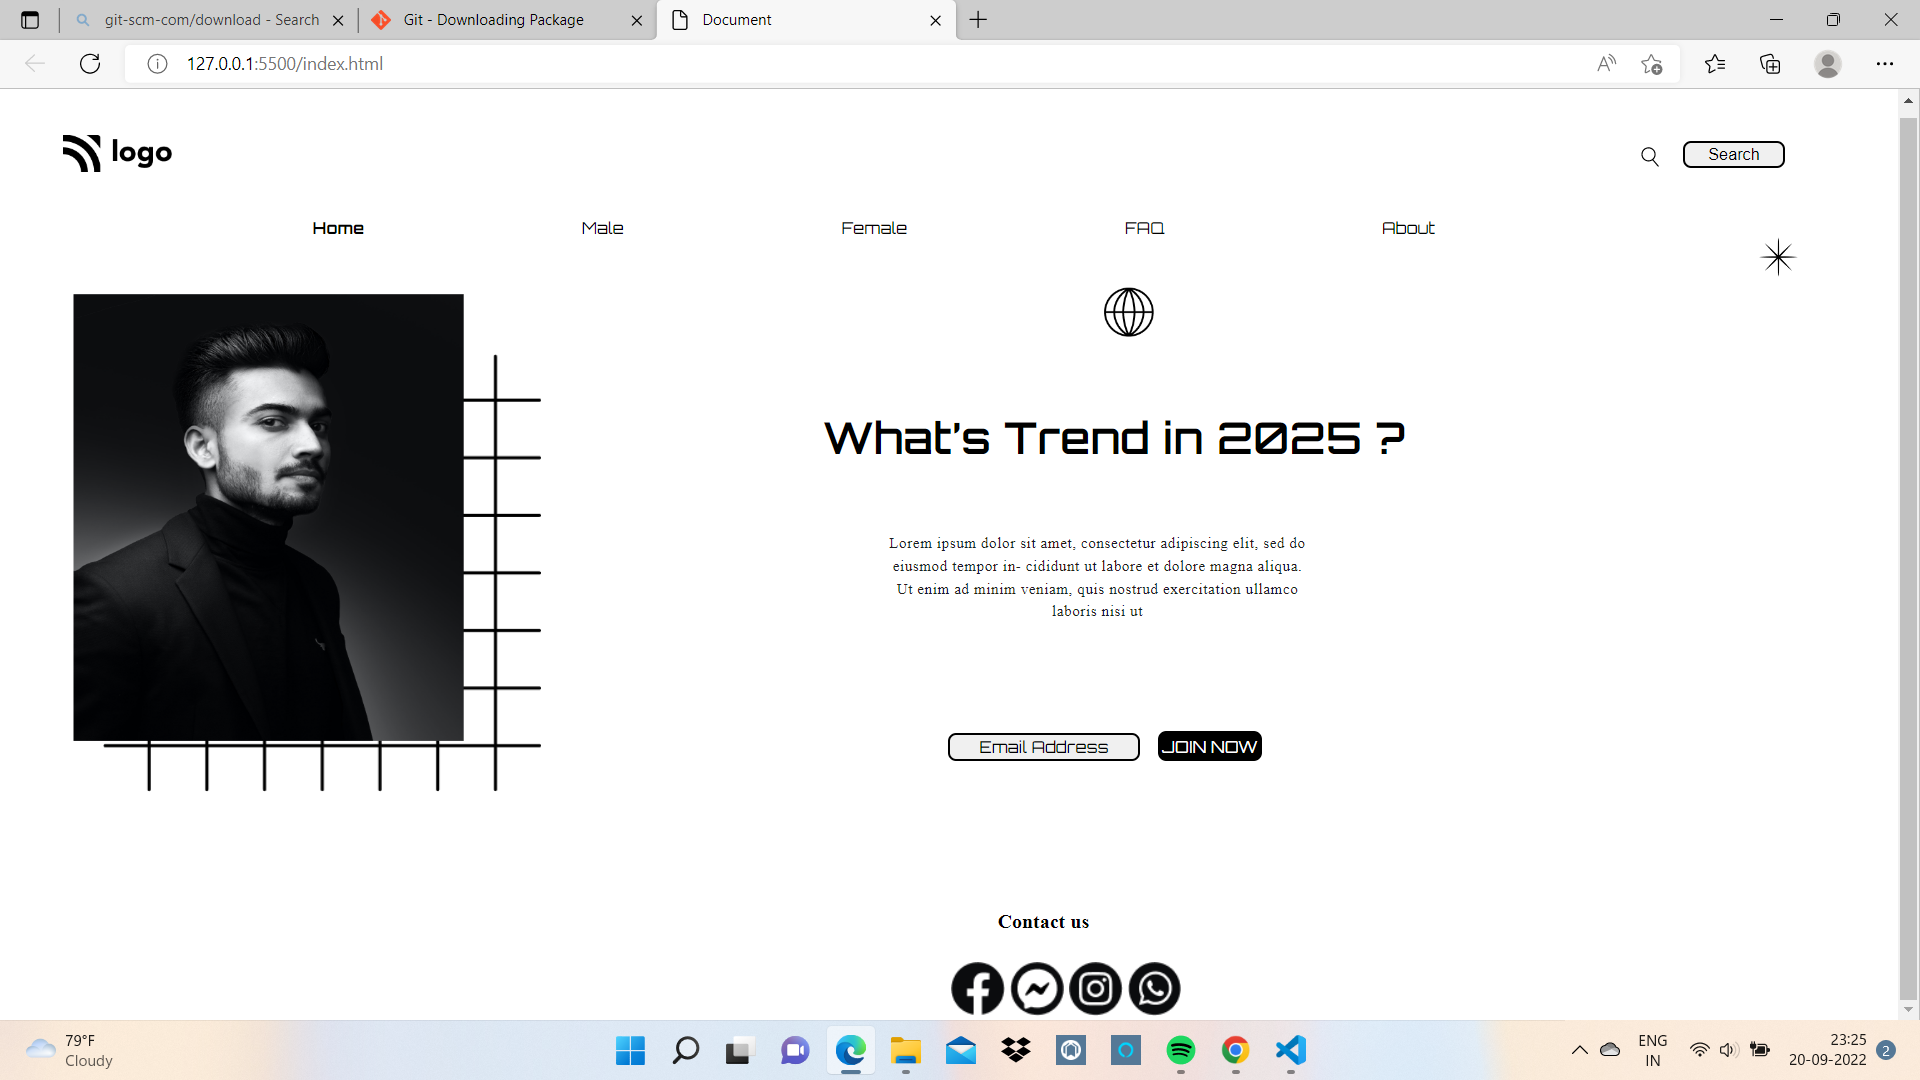 git-scm-com/download - Search
Git - Downloading Package
Document
127.0.0.1:5500/index.html
logo
Search
Home
Male
Female
FAQ
About
What's Trend in 2025 ?
Lorem ipsum dolor sit amet, consectetur adipiscing elit, sed do
eiusmod tempor in- cididunt ut labore et dolore magna aliqua.
Ut enim ad minim veniam, quis nostrud exercitation ullamco
laboris nisi ut
Email Address
JOIN NOW
Contact us
79°F
Cloudy
ENG
IN
23:25
20-09-2022
2